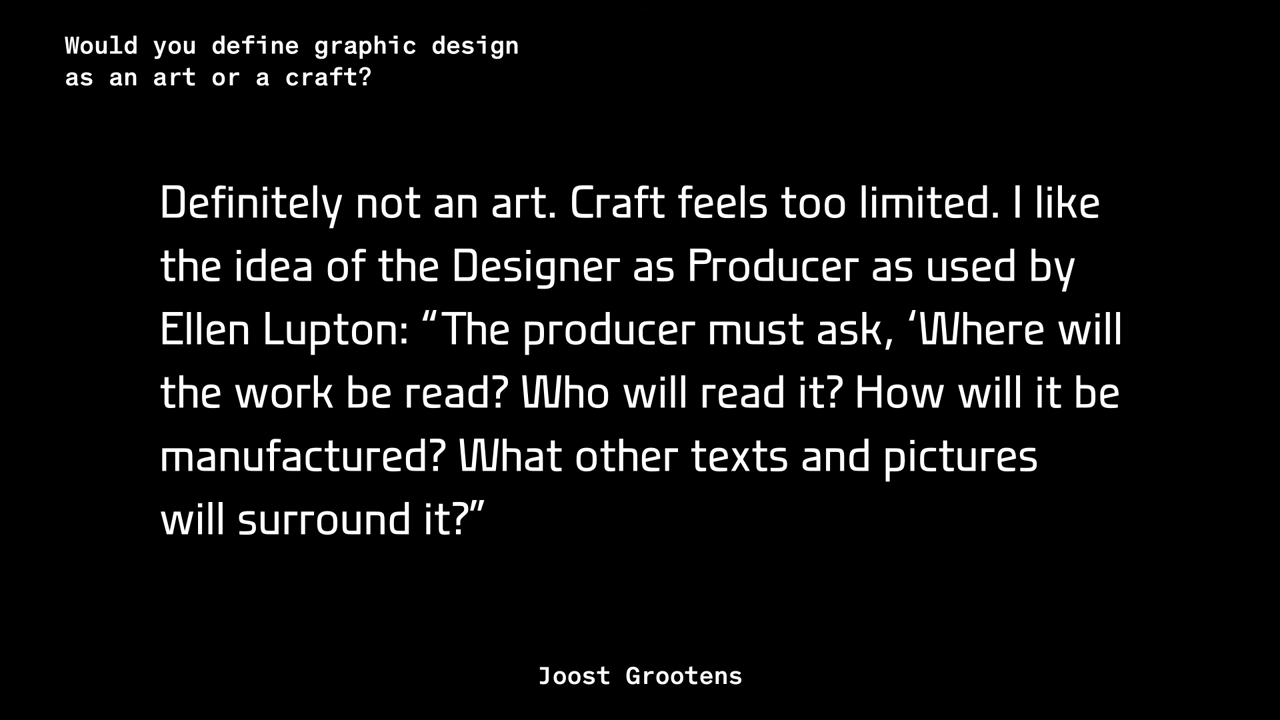 Would you define graphic design
as an art or a craft?
Definitely not an art. Craft feels too limited. I like
the idea of the Designer as Producer as used by
Ellen Lupton: “The producer must ask, ‘Where will
the work be read? Who will read it? How will it be
manufactured? What other texts and pictures
will surround it?”
Joost Grootens